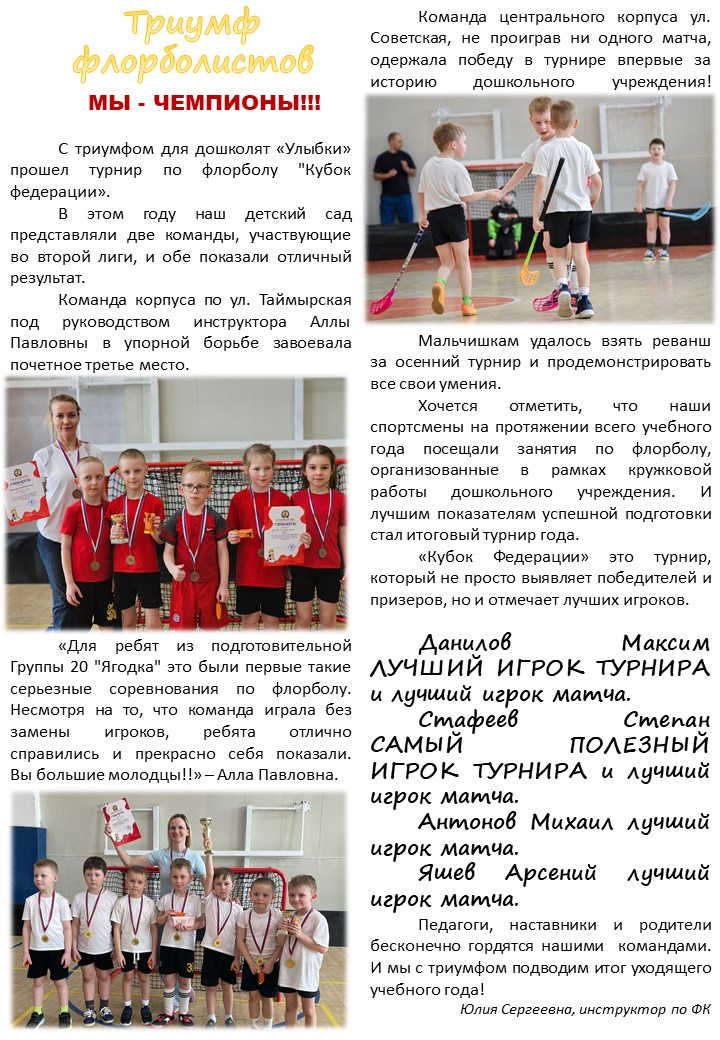 Триумф
флорболистов
МЫ - ЧЕМПИОНЫ!!!
С триумфом для дошколят «Улыбки»
прошел турнир по флорболу "Кубок
федерации».
В этом году наш детский сад
представляли две команды, участвующие
во второй лиги, и обе показали отличный
результат.
Команда корпуса по ул. Таймырская
под руководством инструктора Аллы
Павловны в упорной борьбе завоевала
почетное третье место.
ГРАМОТА
ГРАМОТА
«Для ребят из подготовительной
Группы 20 "Ягодка" это были первые такие
серьезные соревнования по флорболу.
Несмотря на то, что команда играла без
замены игроков, ребята отлично
справились и прекрасно себя показали.
Вы большие молодцы!!» – Алла Павловна.
ГРАМОТА
Команда центрального корпуса ул.
Советская, не проиграв ни одного матча,
одержала победу в турнире впервые за
историю дошкольного учреждения!
Мальчишкам удалось взять реванш
за осенний турнир и продемонстрировать
все свои умения.
Хочется отметить, что наши
спортсмены на протяжении всего учебного
года посещали занятия по флорболу,
организованные в рамках кружковой
работы дошкольного учреждения. И
лучшим показателям успешной подготовки
стал итоговый турнир года.
«Кубок Федерации» это турнир,
который не просто выявляет победителей и
призеров, но и отмечает лучших игроков.
Данилов Максим
ЛУЧШИЙ ИГРОК ТУРНИРА
и лучший игрок матча.
Стафеев Степан
САМЫЙ ПОЛЕЗНЫЙ
ИГРОК ТУРНИРА и лучший
игрок матча.
Антонов Михаил лучший
игрок матча.
Яшев Арсений лучший
игрок матча.
Педагоги, наставники и родители
бесконечно гордятся нашими командами.
И мы с триумфом подводим итог уходящего
учебного года!
Юлия Сергеевна, инструктор по ФК